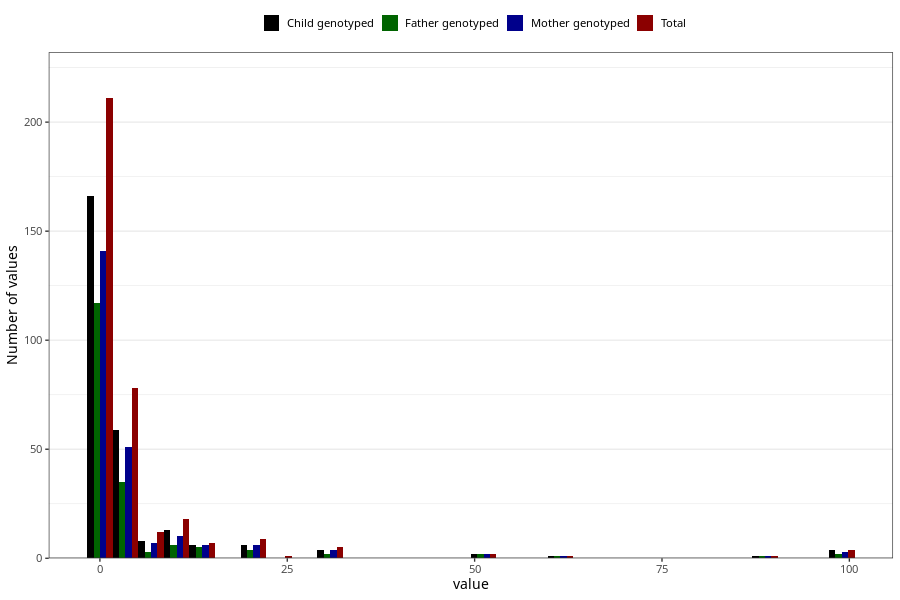 Child genotyped Father genotyped Mother genotyped Total
200
150
100
50
0
Number of values
0 25 50 75 100
value